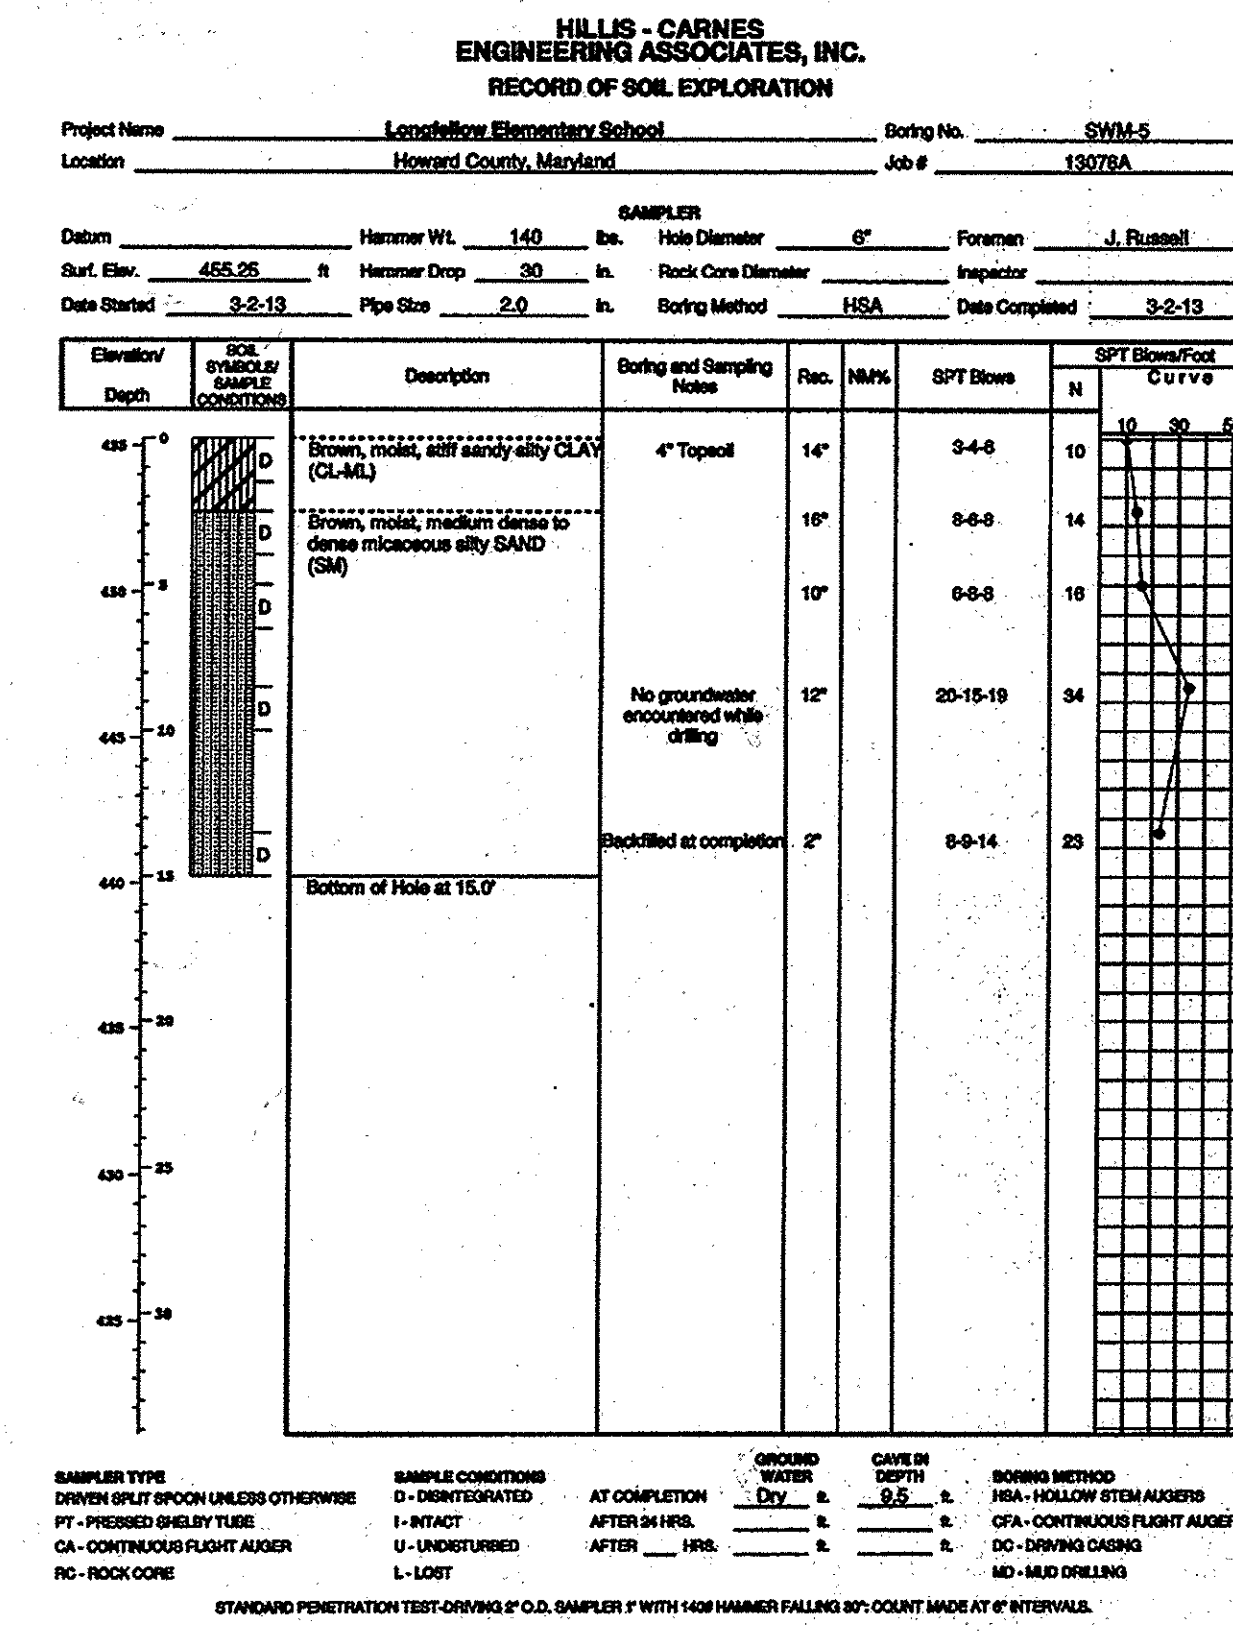 HILLIS - CARNES
ENGINEERING ASSOCIATES, INC.
RECORD OF SOIL EXPLORATION
Project Name Longfellow Elementary School Boring No. SWM-5
Location Howard County, Maryland Job # 13076A
SAMPLER
Datum Hammer Wt. 140 lbs. Hole Diameter 6" Foreman J. Russell
Surf. Elev. 455.25 ft Hammer Drop 30 in. Rock Core Diameter Inspector
Date Started 3-2-13 Pipe Size 2.0 in. Boring Method HSA Date Completed 3-2-13
Elevation/ Depth
SOIL SYMBOLS/ SAMPLE CONDITIONS
Description
Boring and Sampling Notes
Rec. NM% SPT Blows
SPT Blows/Foot
N Curve
10 30
455 0 D Brown, moist, stiff sandy silty CLAY 4" Topsoil 14" 3-4-6 10
(CL-ML)
D Brown, moist, medium dense to 16" 8-6-8 14
dense micaceous silty SAND
(SM)
450 5 D 10" 6-8-8 16
D No groundwater 12" 20-15-19 34
encountered while
445 10 drilling
D Backfilled at completion 2" 8-9-14 23
440 15 Bottom of Hole at 15.0'
435 20
430 25
425 30
GROUND WATER CAVE IN DEPTH
SAMPLER TYPE SAMPLE CONDITIONS BORING METHOD
DRIVEN SPLIT SPOON UNLESS OTHERWISE D - DISINTEGRATED AT COMPLETION Dry ft. 9.5 ft. HSA - HOLLOW STEM AUGERS
PT - PRESSED SHELBY TUBE I - INTACT AFTER 24 HRS. ft. ft. CFA - CONTINUOUS FLIGHT AUGER
CA - CONTINUOUS FLIGHT AUGER U - UNDISTURBED AFTER HRS. ft. ft. DC - DRIVING CASING
RC - ROCK CORE L - LOST MD - MUD DRILLING
STANDARD PENETRATION TEST-DRIVING 2" O.D. SAMPLER 1' WITH 140# HAMMER FALLING 30": COUNT MADE AT 6" INTERVALS.